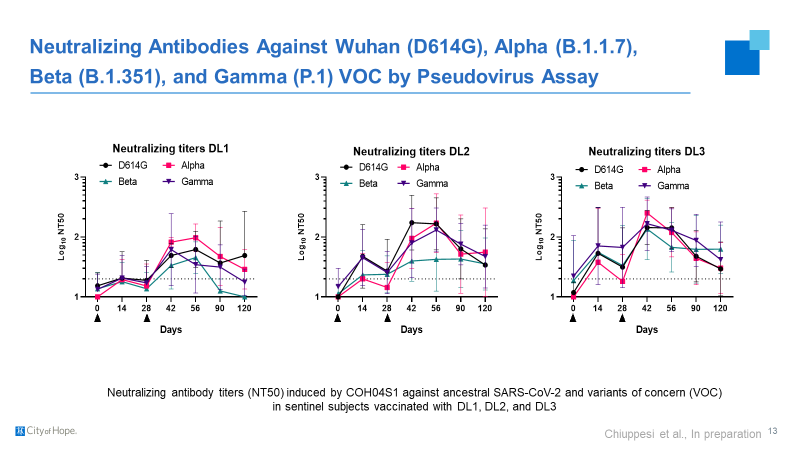 Neutralizing Antibodies Against Wuhan (D614G), Alpha (B.1.1.7),
Beta (B.1.351), and Gamma (P.1) VOC by Pseudovirus Assay
Neutralizing titers DL1
D614G Alpha
Beta Gamma
3
2
1
Log10 NT50
0 14 28 42 56 90 120
Days
Neutralizing titers DL2
D614G Alpha
Beta Gamma
3
2
1
Log10 NT50
0 14 28 42 56 90 120
Days
Neutralizing titers DL3
D614G Alpha
Beta Gamma
3
2
1
Log10 NT50
0 14 28 42 56 90 120
Days
Neutralizing antibody titers (NT50) induced by COH04S1 against ancestral SARS-CoV-2 and variants of concern (VOC)
in sentinel subjects vaccinated with DL1, DL2, and DL3
City of Hope.
Chiuppesi et al., In preparation 13